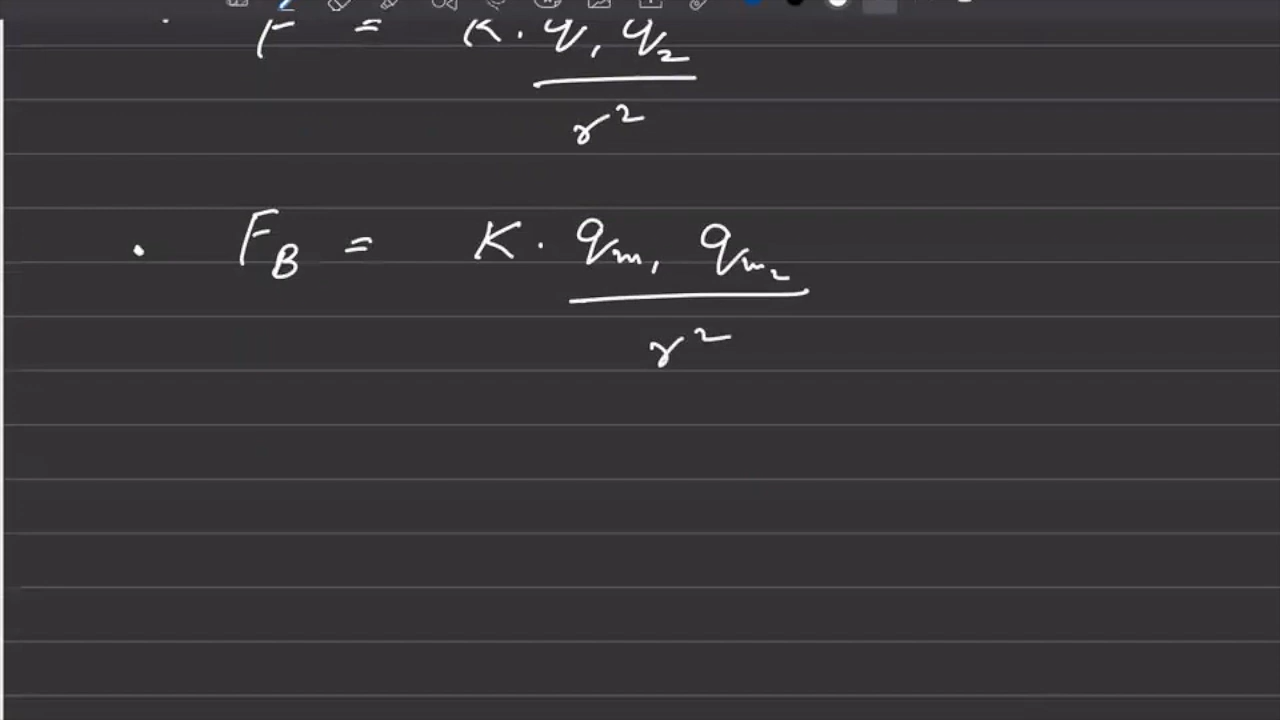 F = K . q1 q2
r²
. F_B = K . q_m1 q_m2
r²